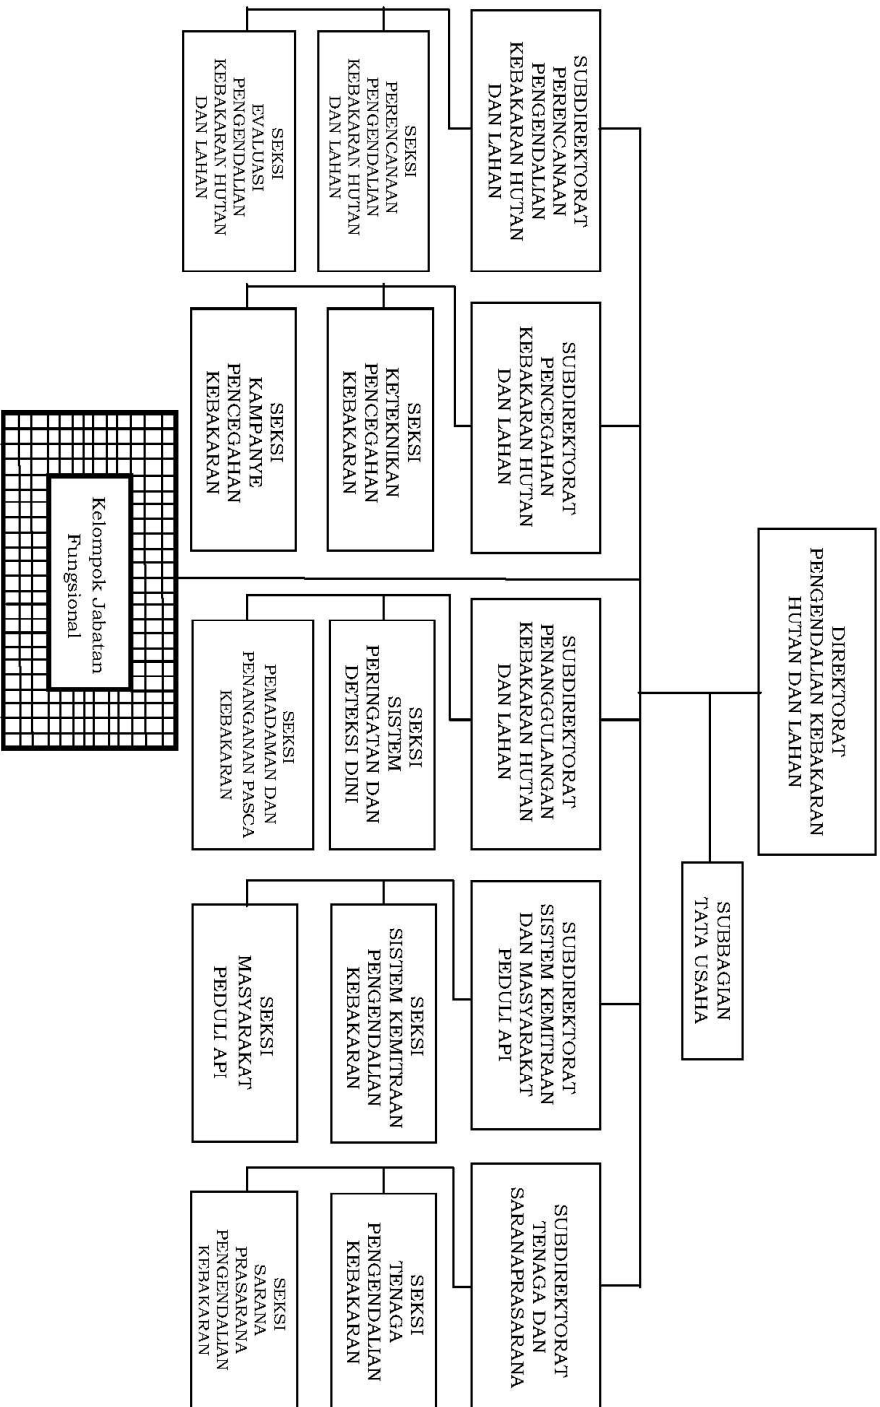 DIREKTORAT
PENGENDALIAN KEBAKARAN
HUTAN DAN LAHAN
SUBBAGIAN
TATA USAHA
SUBDIREKTORAT
PERENCANAAN
PENGENDALIAN
KEBAKARAN HUTAN
DAN LAHAN
SUBDIREKTORAT
PENCEGAHAN
KEBAKARAN HUTAN
DAN LAHAN
SUBDIREKTORAT
PENANGGULANGAN
KEBAKARAN HUTAN
DAN LAHAN
SUBDIREKTORAT
SISTEM KEMITRAAN
DAN MASYARAKAT
PEDULI API
SUBDIREKTORAT
TENAGA DAN
SARANAPRASARANA
SEKSI
PERENCANAAN
PENGENDALIAN
KEBAKARAN HUTAN
DAN LAHAN
SEKSI
KETEKNIKAN
PENCEGAHAN
KEBAKARAN
SEKSI
SISTEM
PERINGATAN DAN
DETEKSI DINI
SEKSI
SISTEM KEMITRAAN
PENGENDALIAN
KEBAKARAN
SEKSI
TENAGA
PENGENDALIAN
KEBAKARAN
SEKSI
EVALUASI
PENGENDALIAN
KEBAKARAN HUTAN
DAN LAHAN
SEKSI
KAMPANYE
PENCEGAHAN
KEBAKARAN
SEKSI
PEMADAMAN DAN
PENANGANAN PASCA
KEBAKARAN
SEKSI
MASYARAKAT
PEDULI API
SEKSI
SARANA
PRASARANA
PENGENDALIAN
KEBAKARAN
Kelompok Jabatan
Fungsional